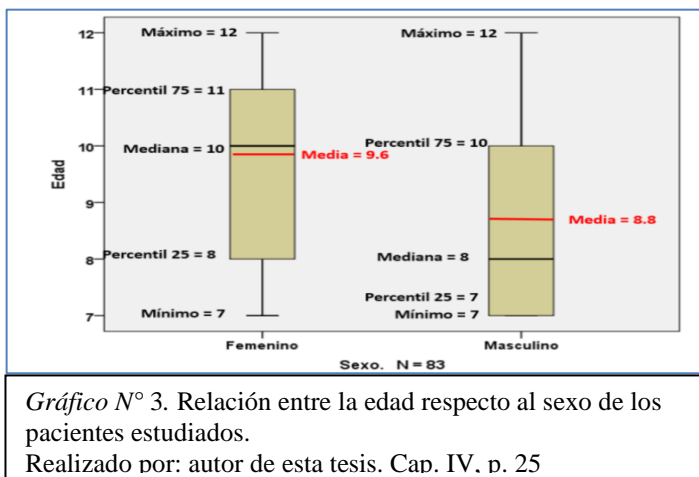 12
Máximo = 12
Máximo = 12
11
Percentil 75 = 11
10
Mediana = 10
Media = 9.6
Percentil 75 = 10
Edad
9
Media = 8.8
8
Percentil 25 = 8
Mediana = 8
Percentil 25 = 7
7
Mínimo = 7
Mínimo = 7
Femenino
Masculino
Sexo. N = 83
Gráfico N° 3. Relación entre la edad respecto al sexo de los
pacientes estudiados.
Realizado por: autor de esta tesis. Cap. IV, p. 25